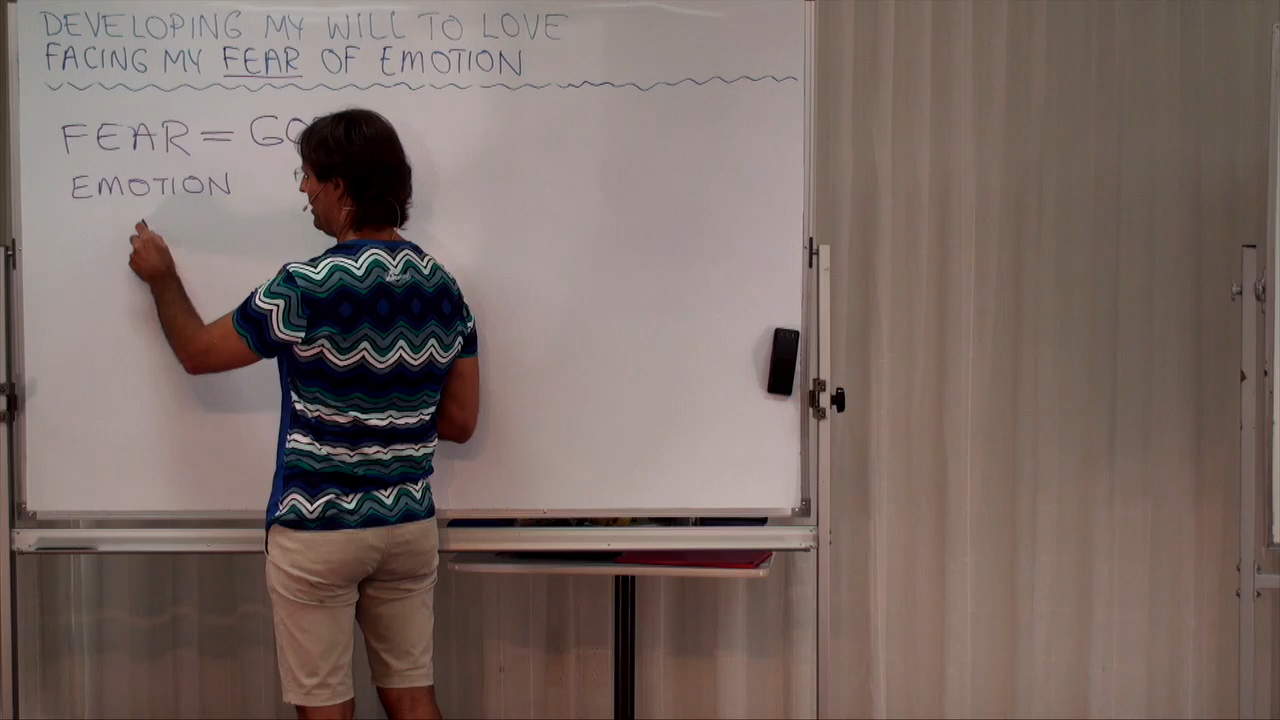 DEVELOPING MY WILL TO LOVE
FACING MY FEAR OF EMOTION
FEAR =
EMOTION